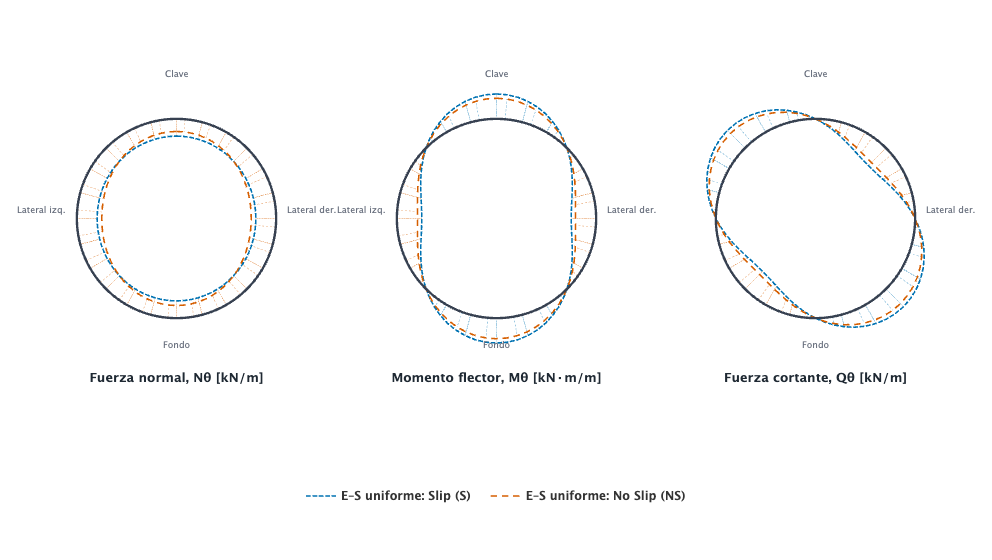 Clave
Clave
Clave
Lateral izq.
Lateral der.
Lateral izq.
Lateral der.
Lateral der.
Fondo
Fondo
Fondo
Fuerza normal, Nθ [kN/m]
Momento flector, Mθ [kN·m/m]
Fuerza cortante, Qθ [kN/m]
E–S uniforme: Slip (S)
E–S uniforme: No Slip (NS)